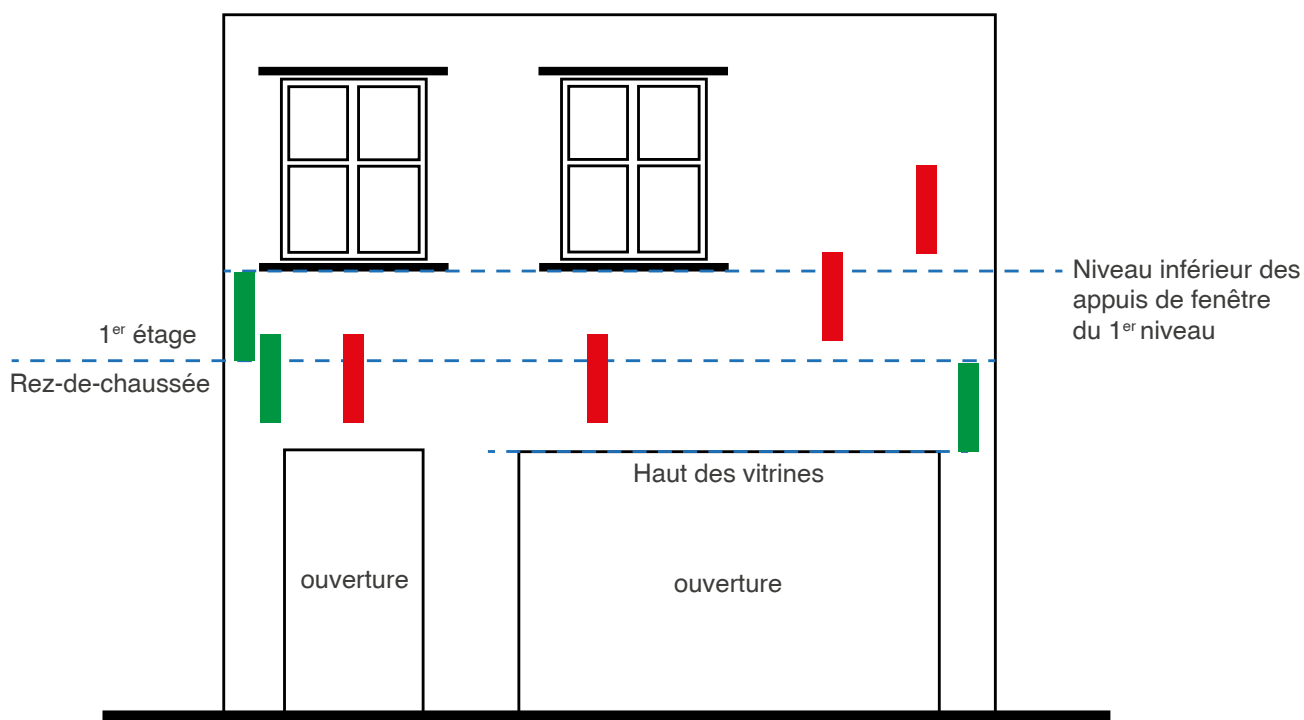 Niveau inférieur des
appuis de fenêtre
du 1er niveau
1er étage
Rez-de-chaussée
Haut des vitrines
ouverture
ouverture